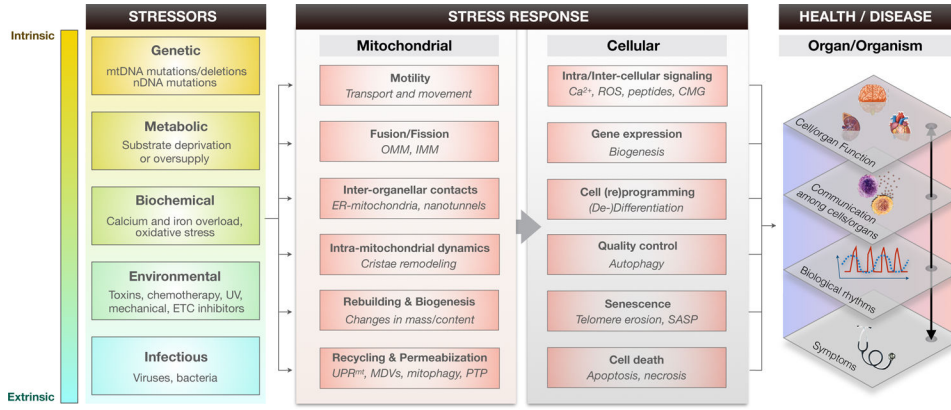 STRESSORS
STRESS RESPONSE
HEALTH / DISEASE
Intrinsic
Extrinsic
Genetic
mtDNA mutations/deletions
nDNA mutations
Metabolic
Substrate deprivation
or oversupply
Biochemical
Calcium and iron overload,
oxidative stress
Environmental
Toxins, chemotherapy, UV,
mechanical, ETC inhibitors
Infectious
Viruses, bacteria
Mitochondrial
Motility
Transport and movement
Fusion/Fission
OMM, IMM
Inter-organellar contacts
ER-mitochondria, nanotunnels
Intra-mitochondrial dynamics
Cristae remodeling
Rebuilding & Biogenesis
Changes in mass/content
Recycling & Permeabiization
UPRᵐᵗ, MDVs, mitophagy, PTP
Cellular
Intra/Inter-cellular signaling
Ca²⁺, ROS, peptides, CMG
Gene expression
Biogenesis
Cell (re)programming
(De-)Differentiation
Quality control
Autophagy
Senescence
Telomere erosion, SASP
Cell death
Apoptosis, necrosis
Organ/Organism
Cell/organ Function
Communication
among cells/organs
Biological rhythms
Symptoms